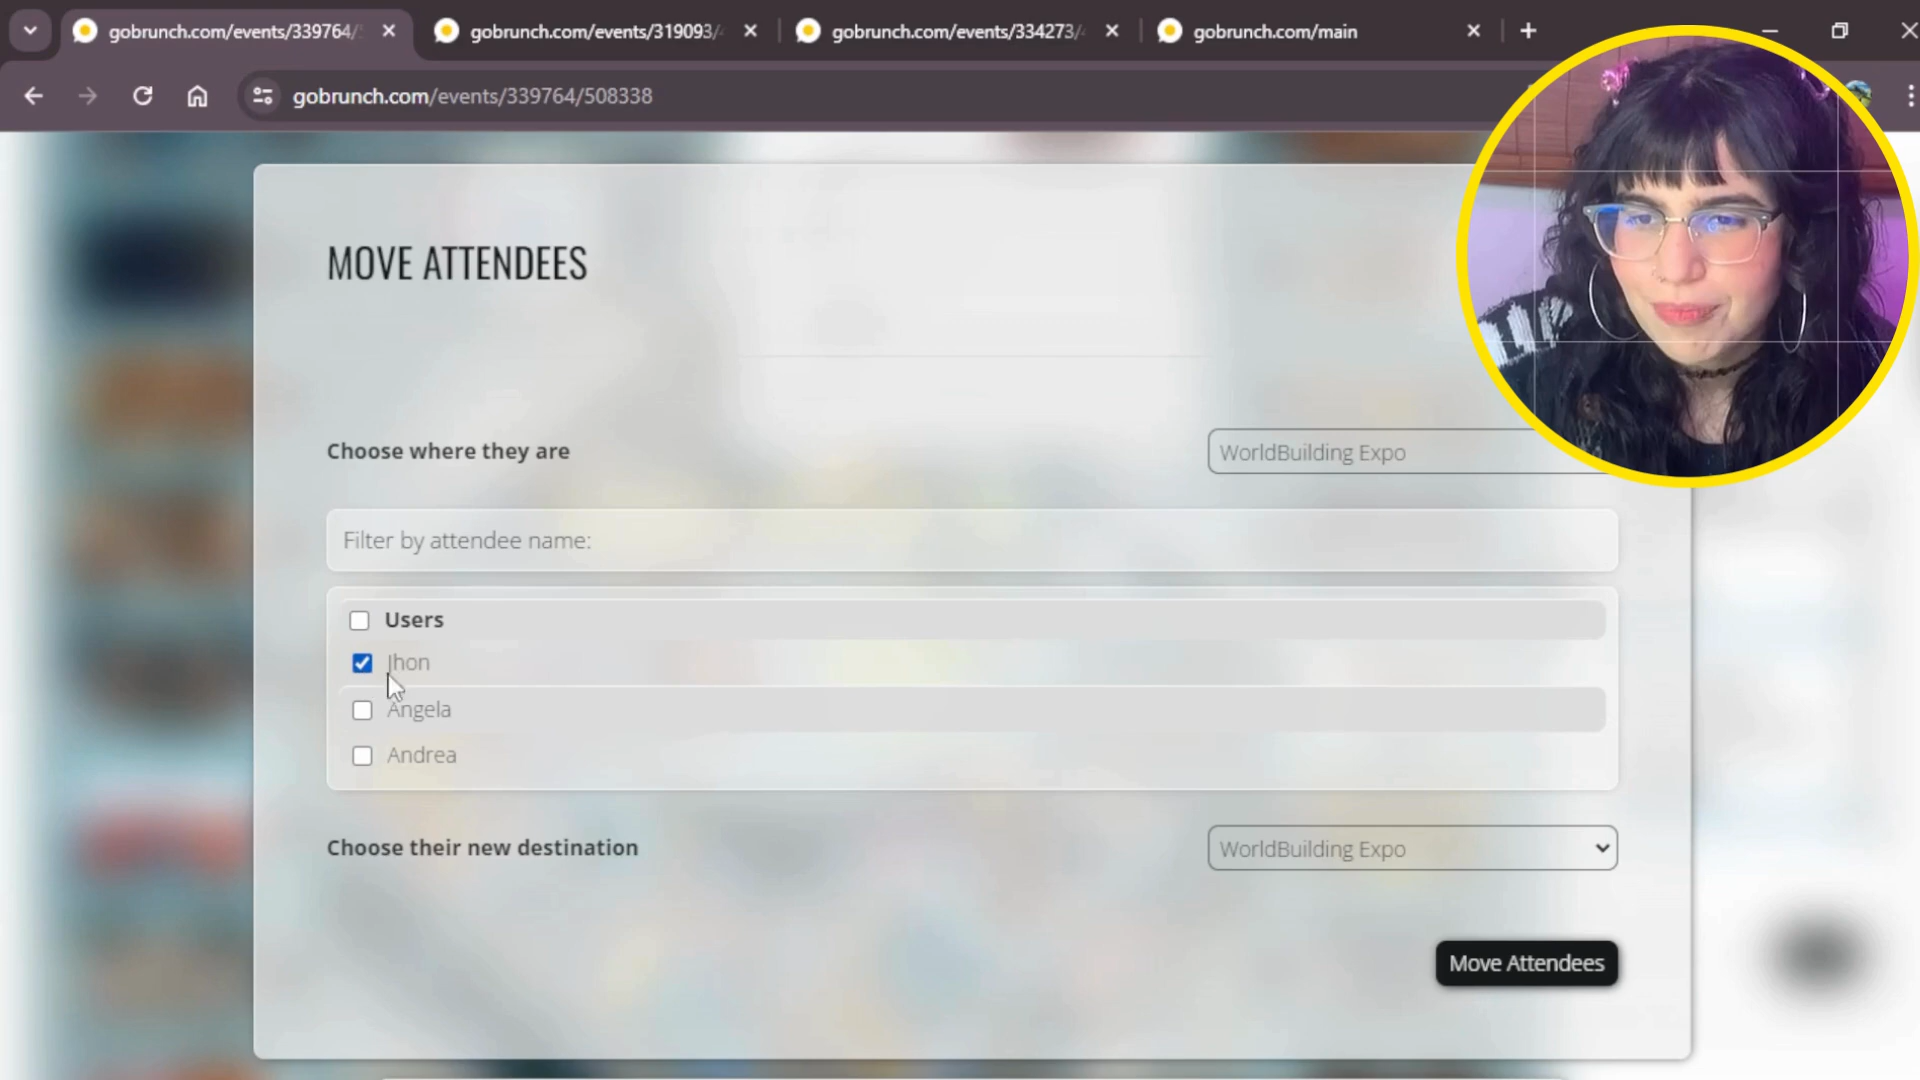 gobrunch.com/events/339764/
gobrunch.com/events/319093/
gobrunch.com/events/334273/
gobrunch.com/main
gobrunch.com/events/339764/508338
MOVE ATTENDEES
Choose where they are
WorldBuilding Expo
Filter by attendee name:
Users
Jhon
Angela
Andrea
Choose their new destination
WorldBuilding Expo
Move Attendees